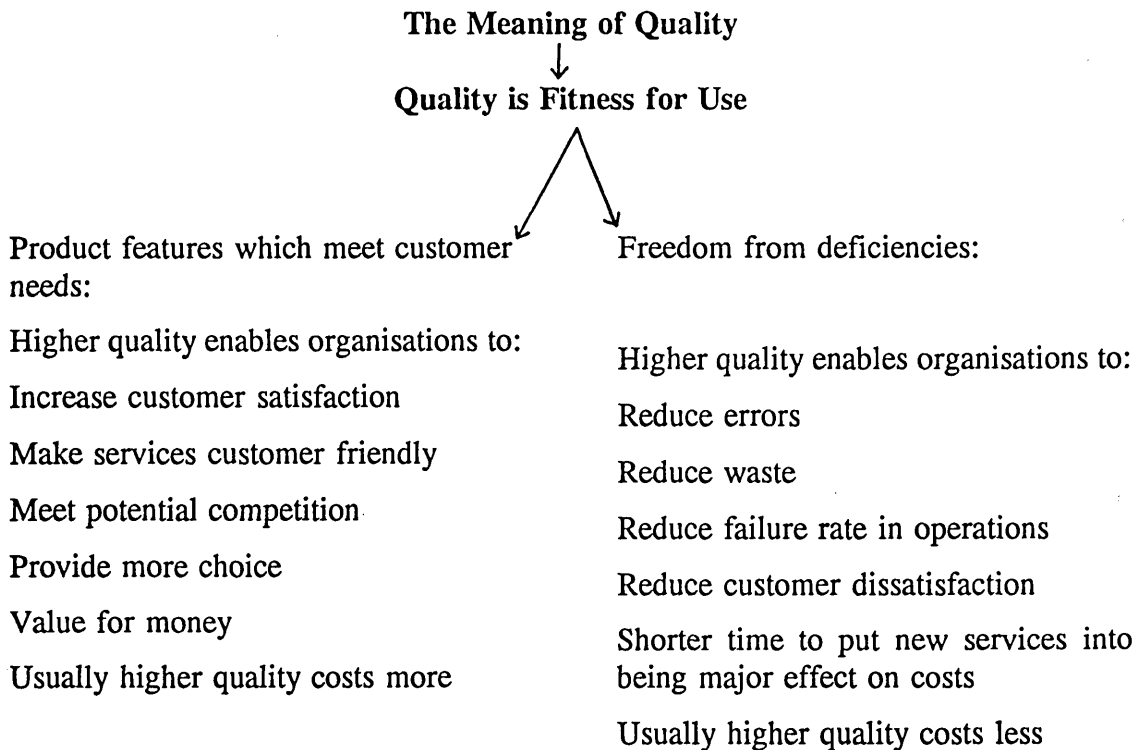 The Meaning of Quality
Quality is Fitness for Use
Product features which meet customer
needs:
Higher quality enables organisations to:
Increase customer satisfaction
Make services customer friendly
Meet potential competition
Provide more choice
Value for money
Usually higher quality costs more
Freedom from deficiencies:
Higher quality enables organisations to:
Reduce errors
Reduce waste
Reduce failure rate in operations
Reduce customer dissatisfaction
Shorter time to put new services into
being major effect on costs
Usually higher quality costs less